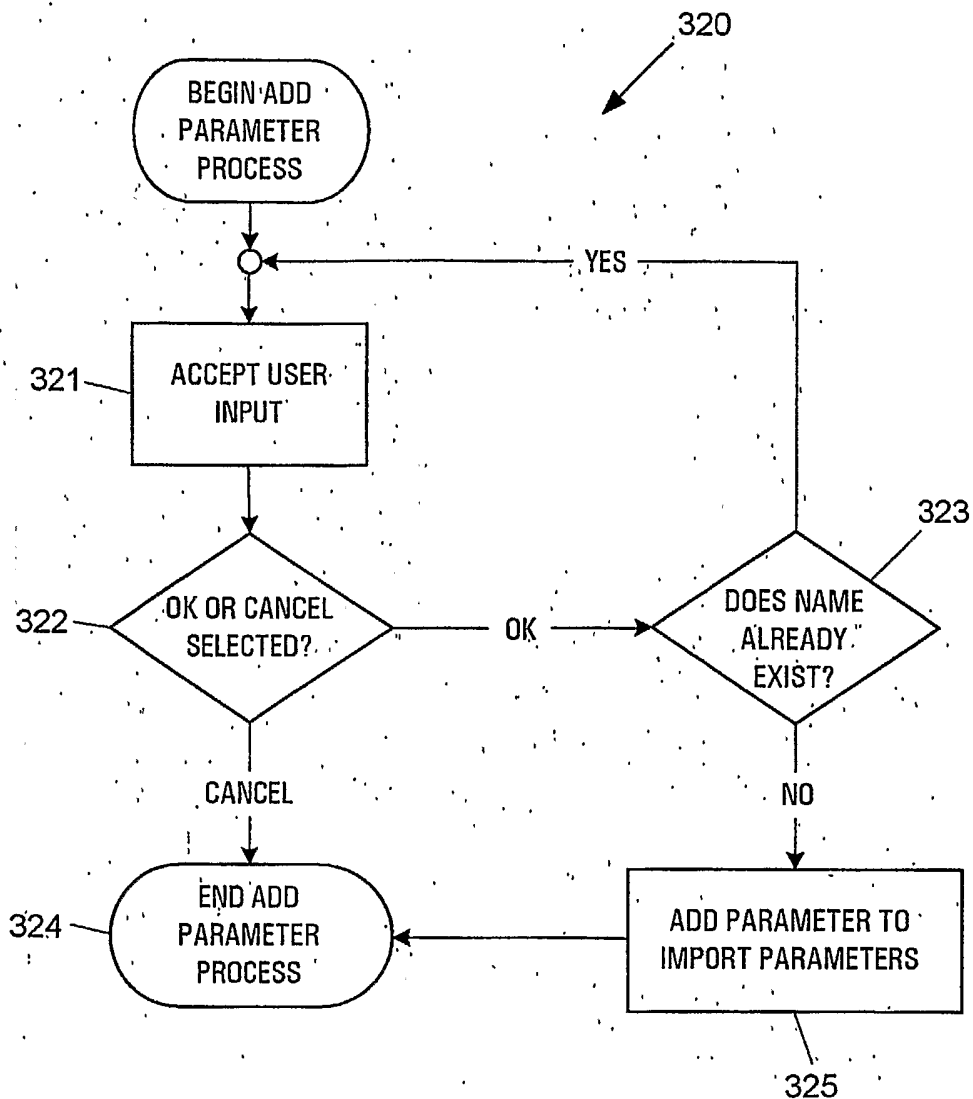 320
BEGIN ADD
PARAMETER
PROCESS
YES
321
ACCEPT USER
INPUT
323
322
OK OR CANCEL
SELECTED?
OK
DOES NAME
ALREADY
EXIST?
CANCEL
NO
324
END ADD
PARAMETER
PROCESS
ADD PARAMETER TO
IMPORT PARAMETERS
325